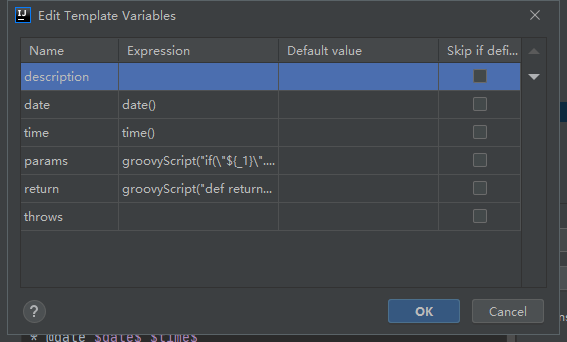 IJ Edit Template Variables
Name Expression Default value Skip if defi...
description
date date()
time time()
params groovyScript("if(\"${_1}\"....
return groovyScript("def return...
throws
? OK Cancel
* @date $date$ $time$